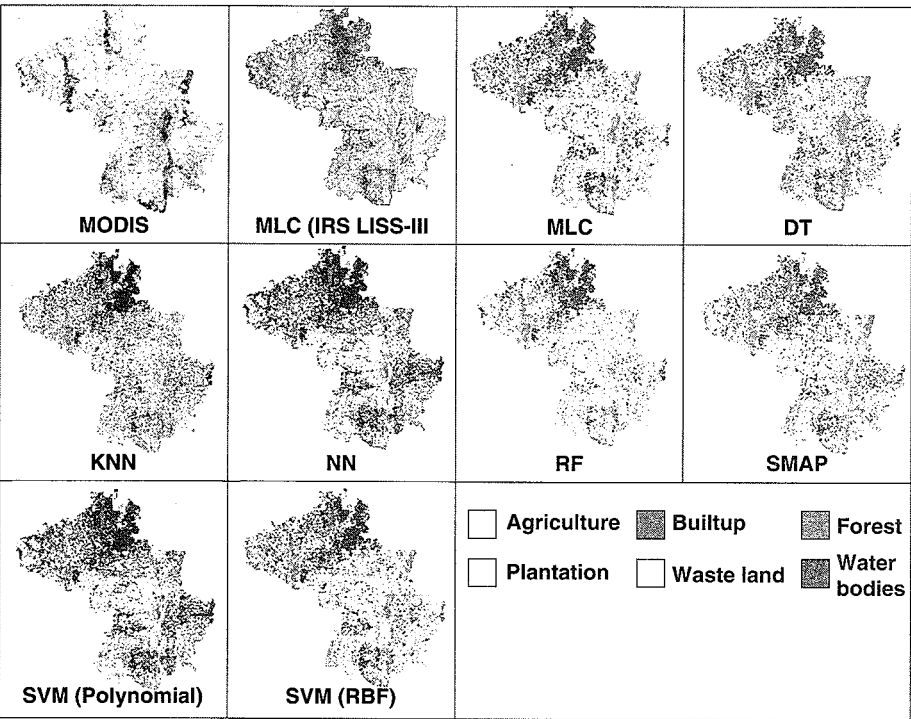 MODIS
MLC (IRS LISS-III
MLC
DT
KNN
NN
RF
SMAP
SVM (Polynomial)
SVM (RBF)
Agriculture
Builtup
Forest
Plantation
Waste land
Water
bodies